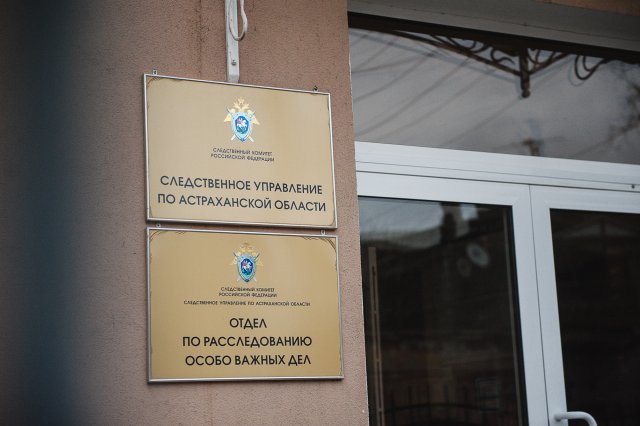 СЛЕДСТВЕННЫЙ КОМИТЕТ
РОССИЙСКОЙ ФЕДЕРАЦИИ
СЛЕДСТВЕННОЕ УПРАВЛЕНИЕ
ПО АСТРАХАНСКОЙ ОБЛАСТИ
СЛЕДСТВЕННЫЙ КОМИТЕТ
РОССИЙСКОЙ ФЕДЕРАЦИИ
СЛЕДСТВЕННОЕ УПРАВЛЕНИЕ ПО АСТРАХАНСКОЙ ОБЛАСТИ
ОТДЕЛ
ПО РАССЛЕДОВАНИЮ
ОСОБО ВАЖНЫХ ДЕЛ